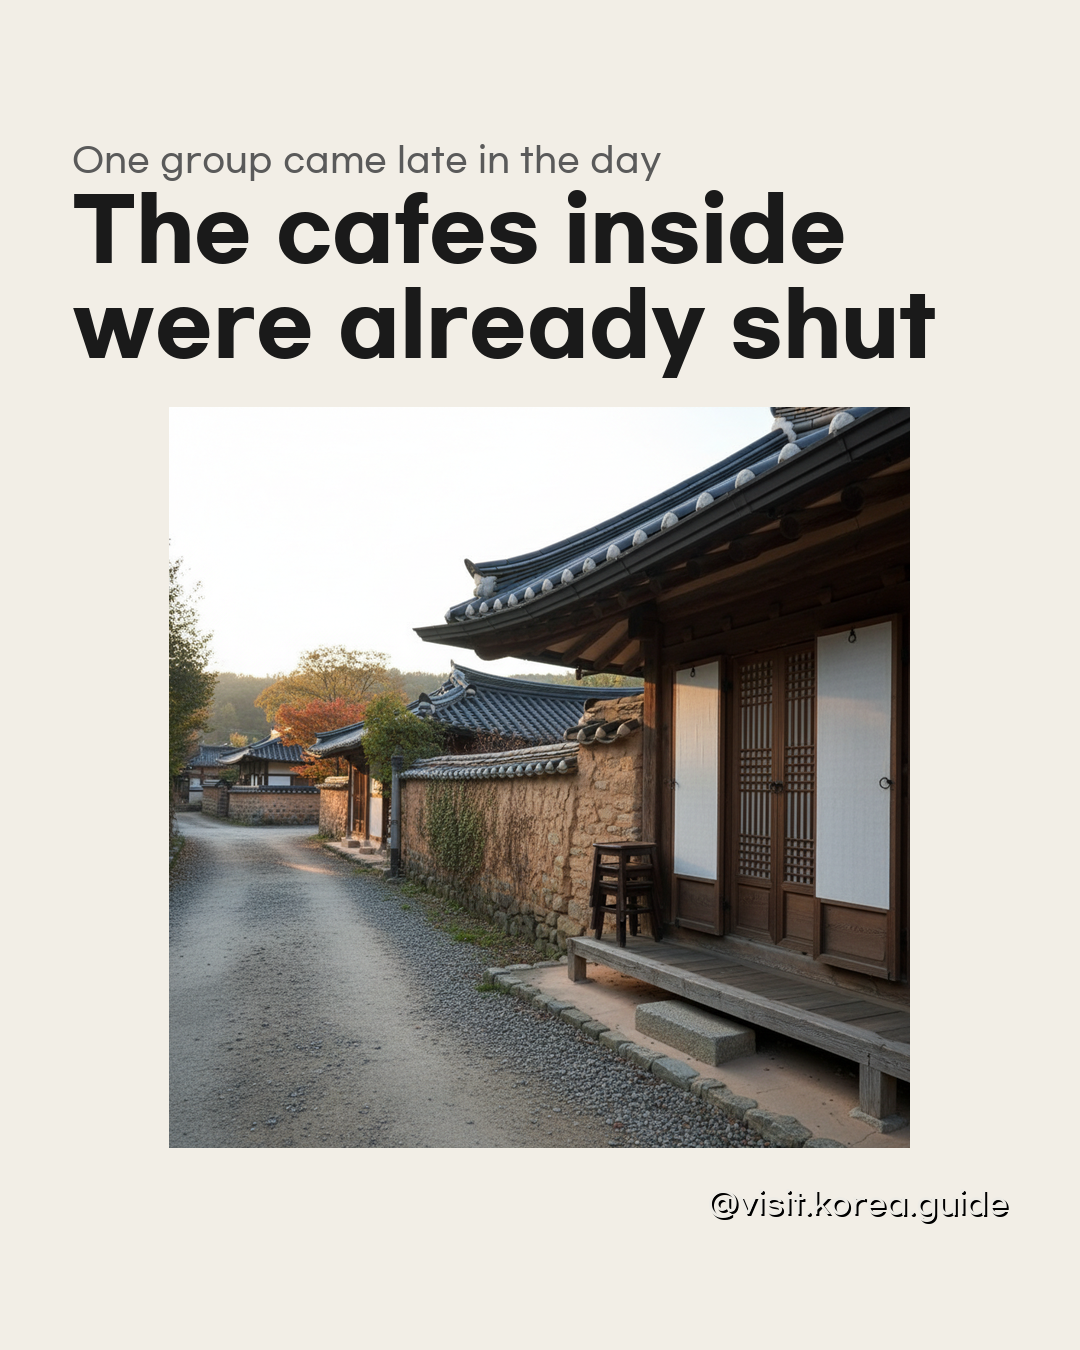 One group came late in the day
The cafes inside
were already shut
@visit.korea.guide